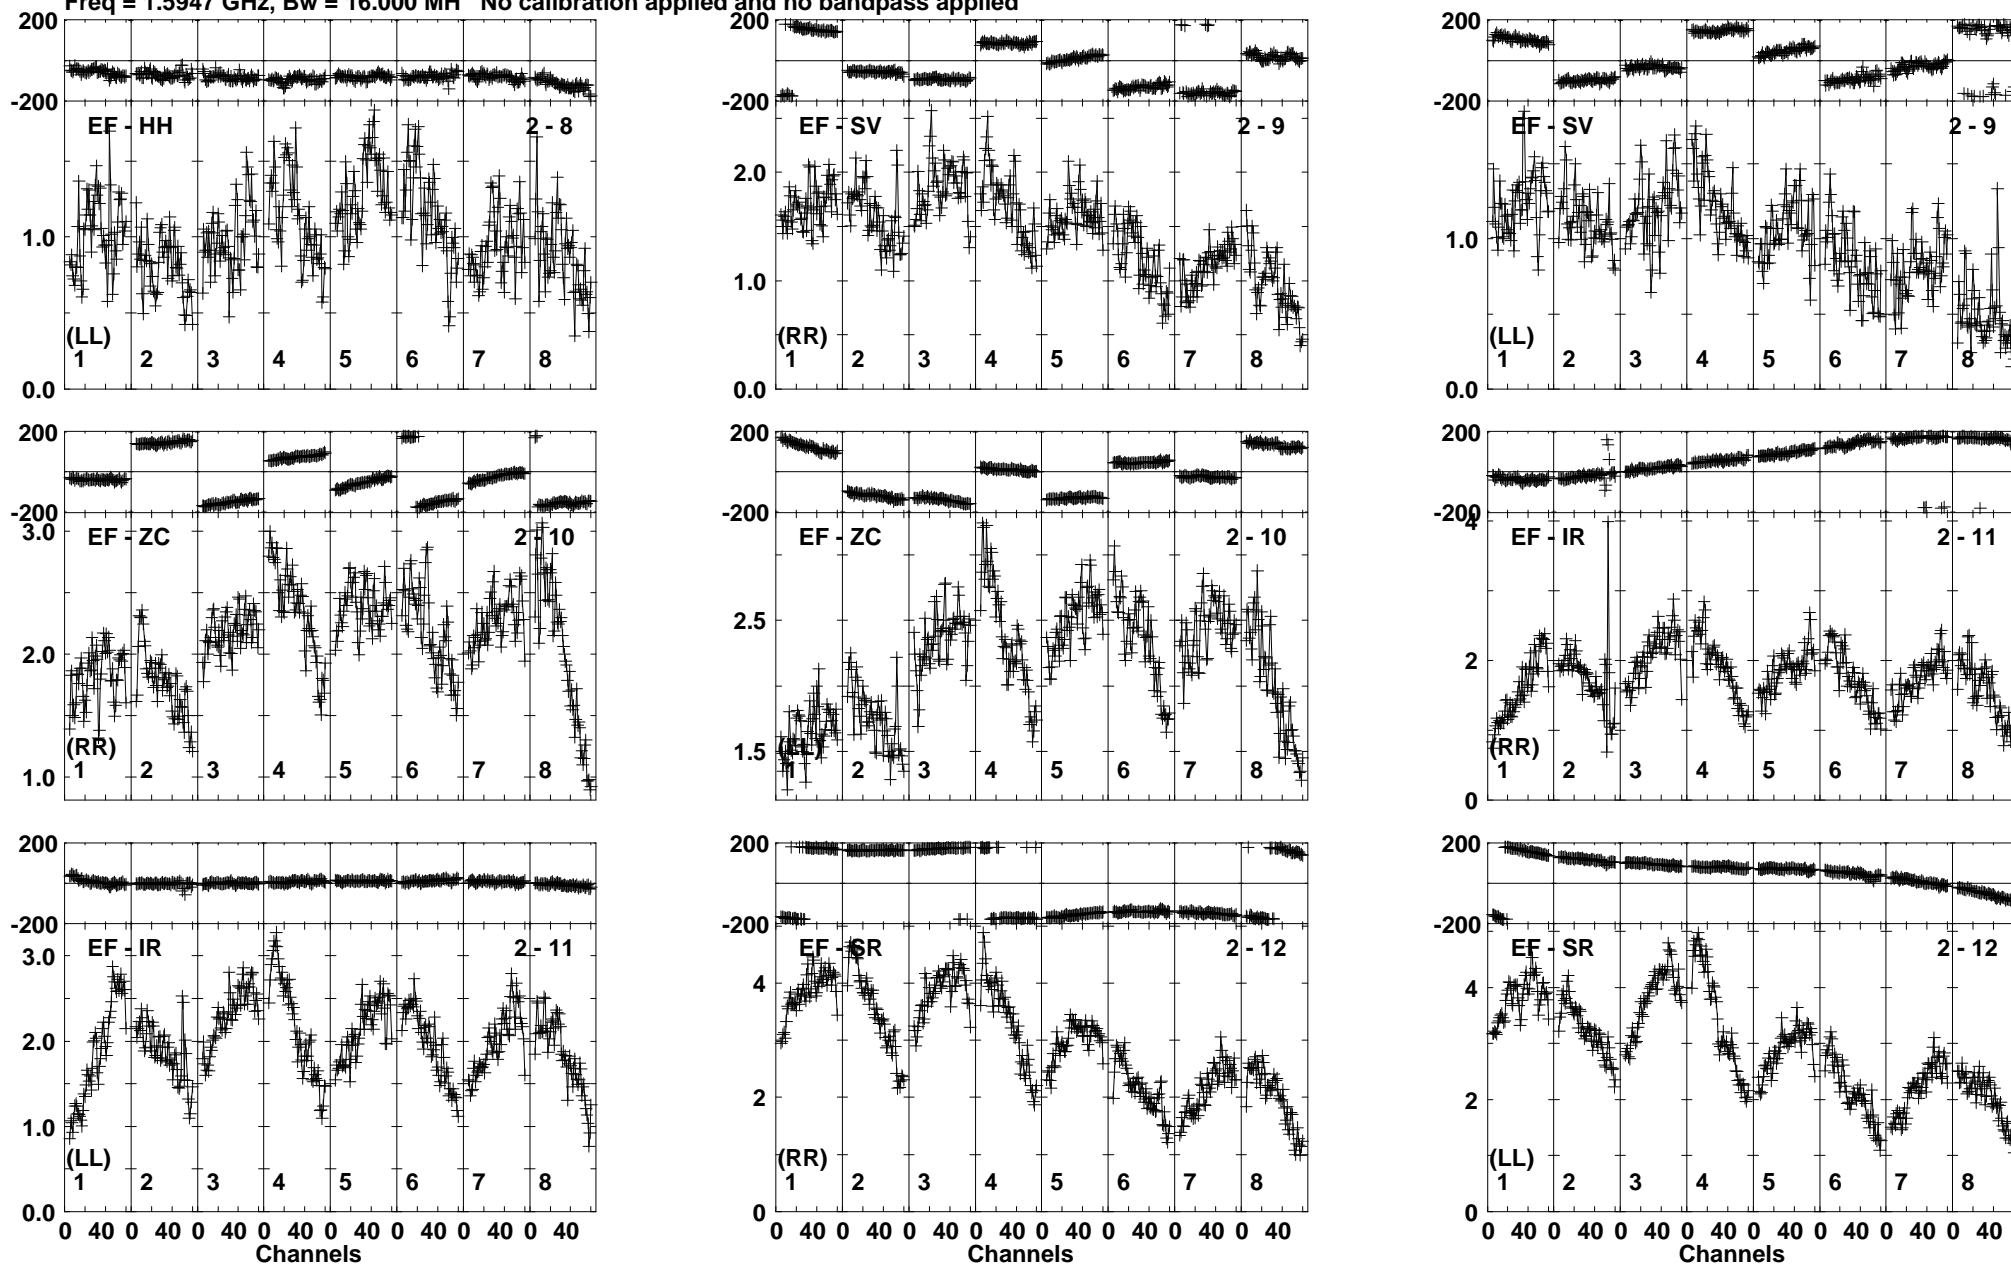 Freq = 1.5947 GHz, Bw = 16.000 MH No calibration applied and no bandpass applied
200 200 200
-200 -200 -200
EF - HH 2 - 8 EF - SV 2 - 9 EF - SV 2 - 9
2.0
1.0 1.0 1.0
(LL) (RR) (LL)
1 2 3 4 5 6 7 8 1 2 3 4 5 6 7 8 1 2 3 4 5 6 7 8
0.0 0.0 0.0
200 200 200
-200 -200 -200
3.0 EF - ZC 2 - 10 EF - ZC 2 - 10 4 EF - IR 2 - 11
2.0 2.5 2
(RR) 1.5 (LL) (RR)
1.0 1 2 3 4 5 6 7 8 1 2 3 4 5 6 7 8 1 2 3 4 5 6 7 8
0
200 200 200
-200 -200 -200
3.0 EF - IR 2 - 11 EF - SR 2 - 12 EF - SR 2 - 12
2.0 4 4
1.0 2 2
(LL) (RR) (LL)
1 2 3 4 5 6 7 8 1 2 3 4 5 6 7 8 1 2 3 4 5 6 7 8
0.0 0 0
0 40 0 40 0 40 0 40 0 40 0 40 0 40 0 40 0 40 0 40 0 40 0 40 0 40 0 40 0 40 0 40 0 40 0 40 0 40 0 40 0 40 0 40 0 40 0 40
Channels Channels Channels